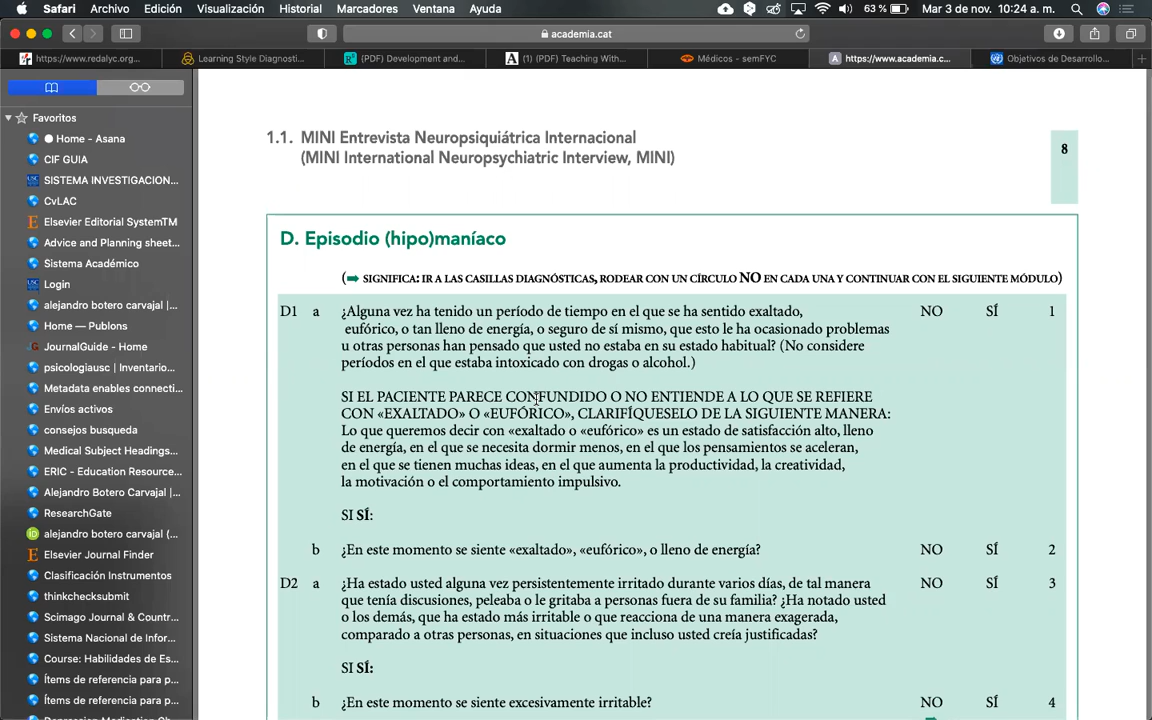 Safari Archivo Edición Visualización Historial Marcadores Ventana Ayuda 63 % Mar 3 de nov. 10:24 a. m.
academia.cat
https://www.redalyc.org... Learning Style Diagnosti... (PDF) Development and... (1) (PDF) Teaching With... Médicos - semFYC https://www.academia.c... Objetivos de Desarrollo...
Favoritos
Home - Asana
CIF GUIA
SISTEMA INVESTIGACION...
CvLAC
Elsevier Editorial SystemTM
Advice and Planning sheet...
Sistema Académico
Login
alejandro botero carvajal |...
Home — Publons
JournalGuide - Home
psicologiausc | Inventario...
Metadata enables connecti...
Envíos activos
consejos busqueda
Medical Subject Headings...
ERIC - Education Resource...
Alejandro Botero Carvajal |...
ResearchGate
alejandro botero carvajal (...
Elsevier Journal Finder
Clasificación Instrumentos
thinkchecksubmit
Scimago Journal & Countr...
Sistema Nacional de Infor...
Course: Habilidades de Es...
Ítems de referencia para p...
Ítems de referencia para p...
1.1. MINI Entrevista Neuropsiquiátrica Internacional
(MINI International Neuropsychiatric Interview, MINI)
8
D. Episodio (hipo)maníaco
(➡ SIGNIFICA: IR A LAS CASILLAS DIAGNÓSTICAS, RODEAR CON UN CÍRCULO NO EN CADA UNA Y CONTINUAR CON EL SIGUIENTE MÓDULO)
D1 a ¿Alguna vez ha tenido un período de tiempo en el que se ha sentido exaltado, NO SÍ 1
eufórico, o tan lleno de energía, o seguro de sí mismo, que esto le ha ocasionado problemas
u otras personas han pensado que usted no estaba en su estado habitual? (No considere
períodos en el que estaba intoxicado con drogas o alcohol.)
SI EL PACIENTE PARECE CONFUNDIDO O NO ENTIENDE A LO QUE SE REFIERE
CON «EXALTADO» O «EUFÓRICO», CLARIFÍQUESELO DE LA SIGUIENTE MANERA:
Lo que queremos decir con «exaltado o «eufórico» es un estado de satisfacción alto, lleno
de energía, en el que se necesita dormir menos, en el que los pensamientos se aceleran,
en el que se tienen muchas ideas, en el que aumenta la productividad, la creatividad,
la motivación o el comportamiento impulsivo.
SI SÍ:
b ¿En este momento se siente «exaltado», «eufórico», o lleno de energía? NO SÍ 2
D2 a ¿Ha estado usted alguna vez persistentemente irritado durante varios días, de tal manera NO SÍ 3
que tenía discusiones, peleaba o le gritaba a personas fuera de su familia? ¿Ha notado usted
o los demás, que ha estado más irritable o que reacciona de una manera exagerada,
comparado a otras personas, en situaciones que incluso usted creía justificadas?
SI SÍ:
b ¿En este momento se siente excesivamente irritable? NO SÍ 4